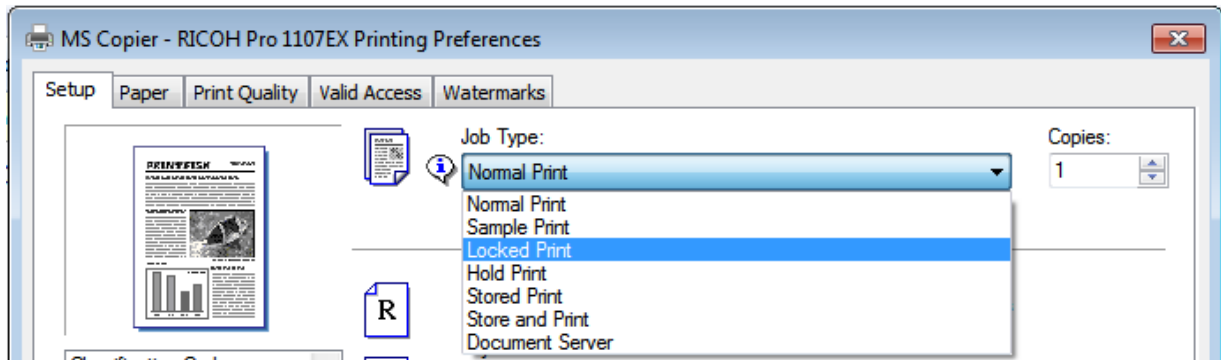 MS Copier - RICOH Pro 1107EX Printing Preferences
Setup Paper Print Quality Valid Access Watermarks
Job Type: Copies:
Normal Print 1
Normal Print
Sample Print
Locked Print
Hold Print
Stored Print
Store and Print
Document Server
PRINTFISH
R